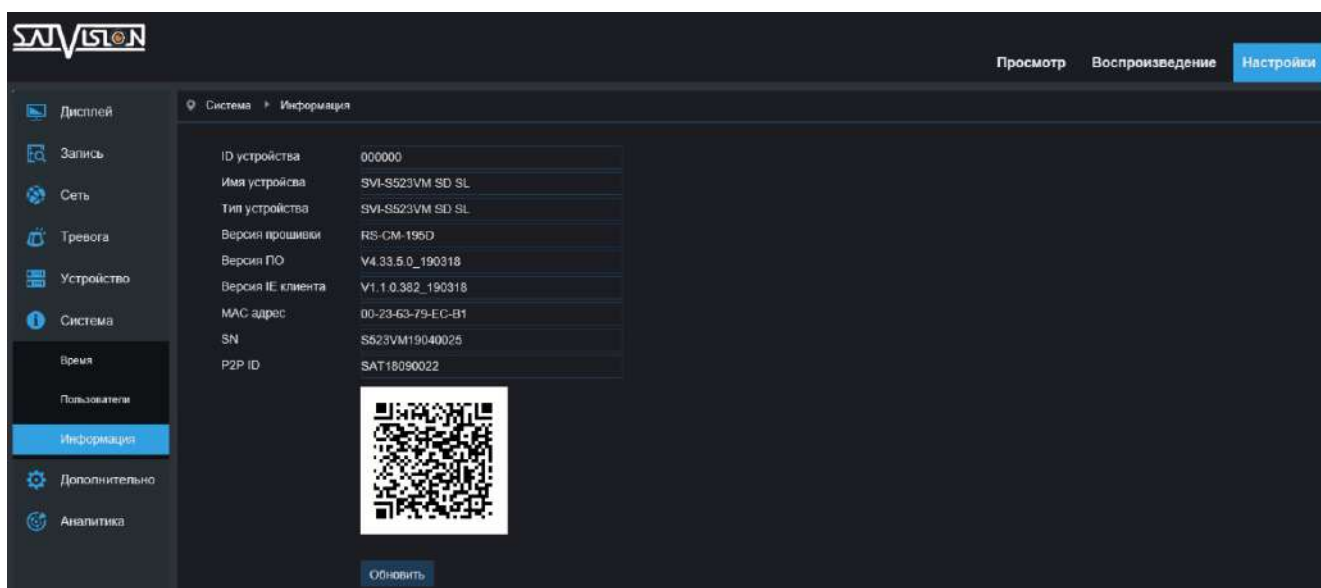 SATVISION
Просмотр Воспроизведение Настройки
Дисплей
Запись
Сеть
Тревога
Устройство
Система
Время
Пользователи
Информация
Дополнительно
Аналитика
Система Информация
ID устройства 000000
Имя устройсва SVI-S523VM SD SL
Тип устройства SVI-S523VM SD SL
Версия прошивки RS-CM-195D
Версия ПО V4.33.5.0_190318
Версия IE клиента V1.1.0.382_190318
MAC адрес 00-23-63-79-EC-B1
SN S523VM19040025
P2P ID SAT18090022
Обновить